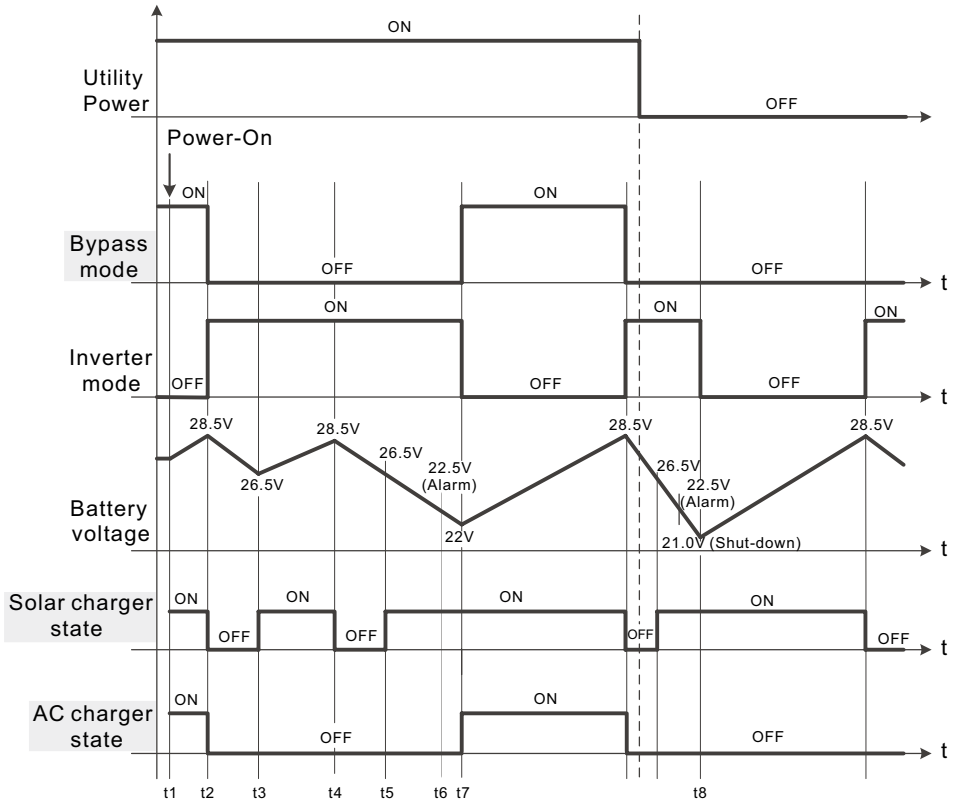 ON
Utility
Power
OFF
Power-On
ON
ON
Bypass
mode
OFF
OFF
t
ON
ON
ON
Inverter
mode
OFF
OFF
OFF
t
28.5V
28.5V
28.5V
28.5V
26.5V
26.5V
22.5V
(Alarm)
26.5V
22.5V
(Alarm)
Battery
voltage
22V
21.0V (Shut-down)
t
Solar charger
state
ON
ON
ON
ON
OFF
OFF
OFF
OFF
t
AC charger
state
ON
ON
OFF
OFF
t
t1 t2 t3 t4 t5 t6 t7 t8